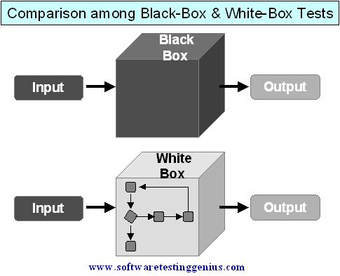 Comparison among Black-Box & White-Box Tests
Black
Box
Input
Output
White
Box
Input
Output
www.softwaretestinggenius.com